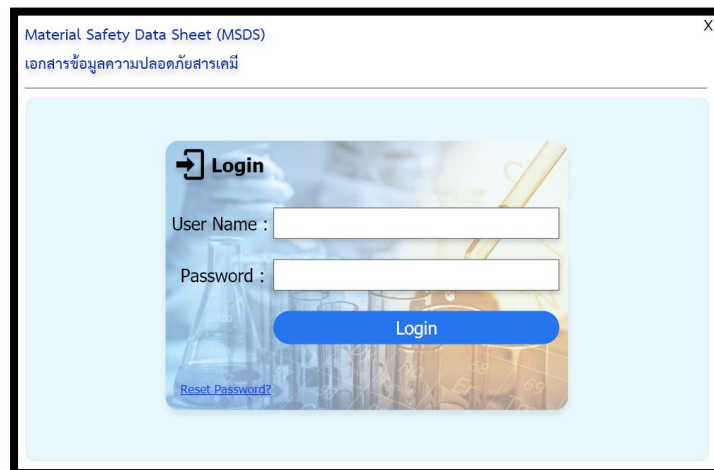 X
Material Safety Data Sheet (MSDS)
เอกสารข้อมูลความปลอดภัยสารเคมี
Login
User Name :
Password :
Login
Reset Password?